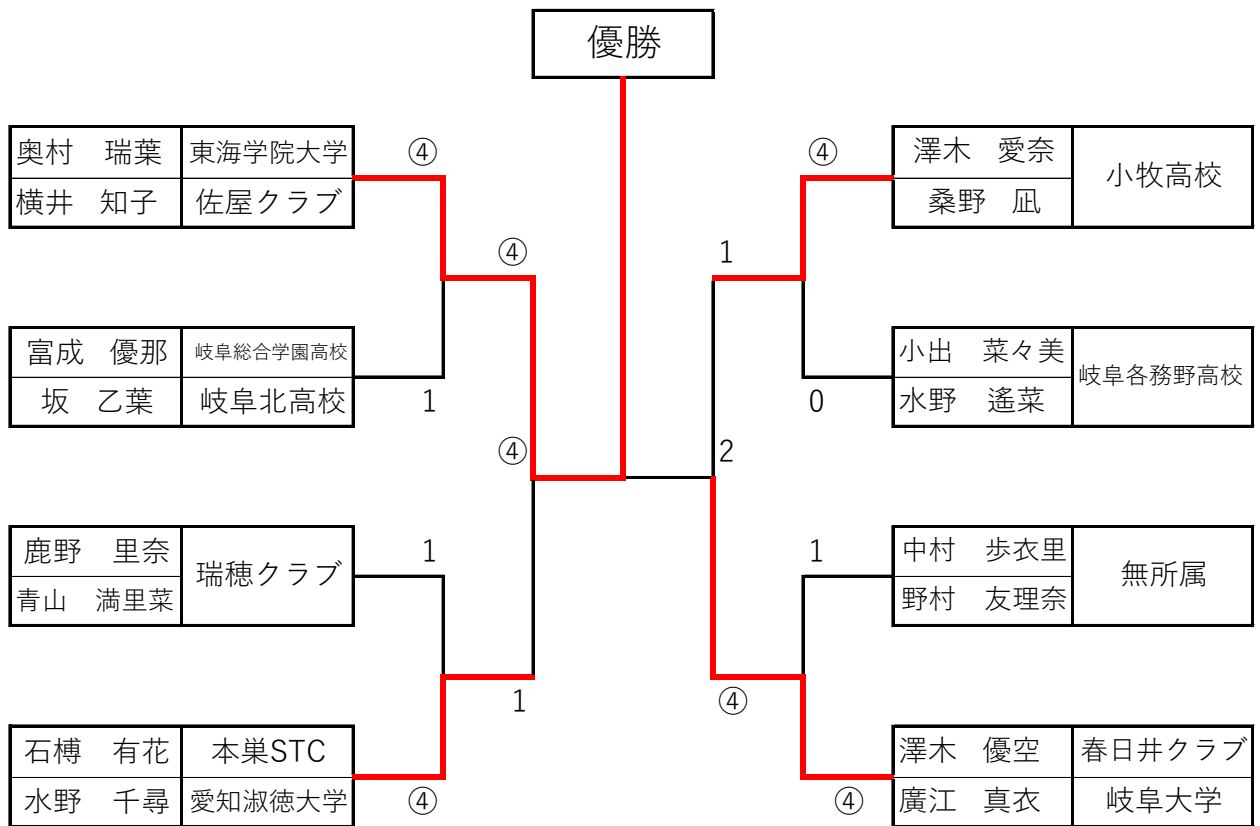 優勝
奥村　瑞葉 東海学院大学 ④
横井　知子 佐屋クラブ
④
富成　優那 岐阜総合学園高校
坂　乙葉 岐阜北高校 1
④
鹿野　里奈 瑞穂クラブ 1
青山　満里菜
1
石榑　有花 本巣STC
水野　千尋 愛知淑徳大学 ④
④ 澤木　愛奈 小牧高校
桑野　凪
1
小出　菜々美 岐阜各務野高校
0 水野　遙菜
2
1 中村　歩衣里 無所属
野村　友理奈
④
澤木　優空 春日井クラブ
④ 廣江　真衣 岐阜大学